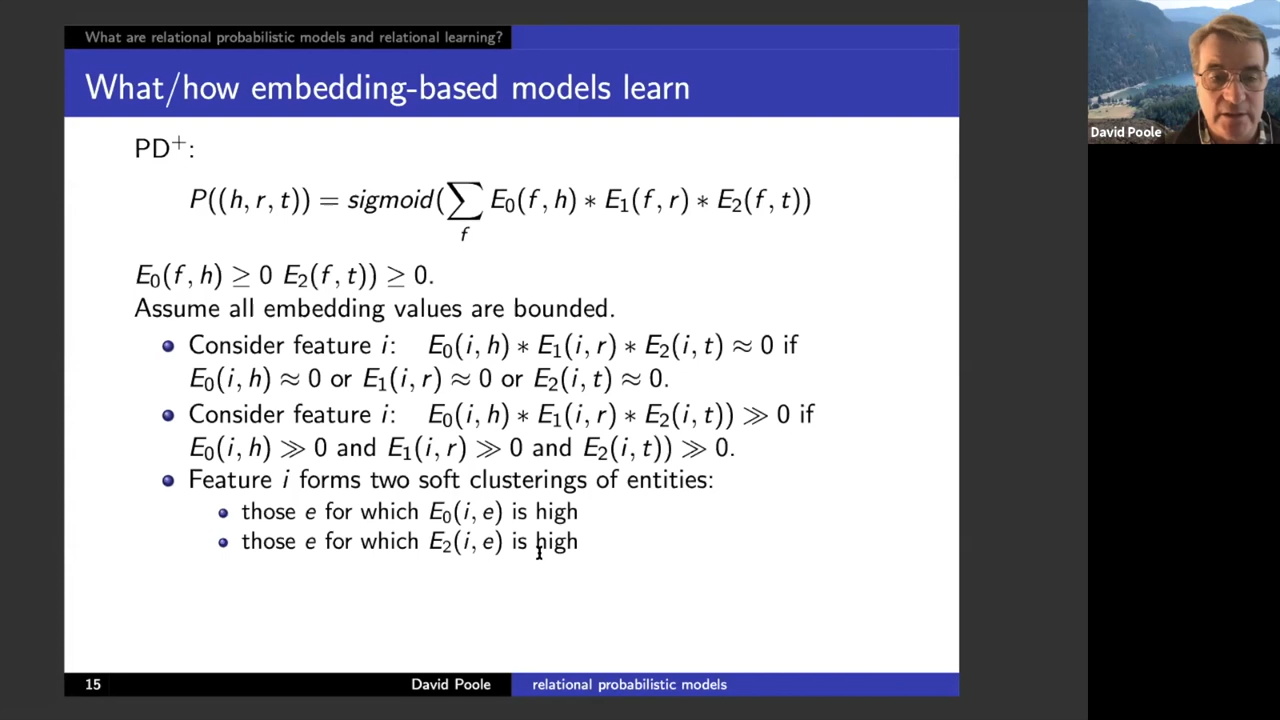 What are relational probabilistic models and relational learning?
What/how embedding-based models learn
PD⁺:
P((h, r, t)) = sigmoid(∑_f E₀(f, h) ∗ E₁(f, r) ∗ E₂(f, t))
E₀(f, h) ≥ 0 E₂(f, t)) ≥ 0.
Assume all embedding values are bounded.
Consider feature i: E₀(i, h) ∗ E₁(i, r) ∗ E₂(i, t) ≈ 0 if
E₀(i, h) ≈ 0 or E₁(i, r) ≈ 0 or E₂(i, t) ≈ 0.
Consider feature i: E₀(i, h) ∗ E₁(i, r) ∗ E₂(i, t)) ≫ 0 if
E₀(i, h) ≫ 0 and E₁(i, r) ≫ 0 and E₂(i, t)) ≫ 0.
Feature i forms two soft clusterings of entities:
those e for which E₀(i, e) is high
those e for which E₂(i, e) is high
15 David Poole relational probabilistic models
David Poole